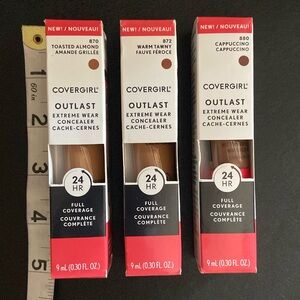 NEW! / NOUVEAU!
870
TOASTED ALMOND
AMANDE GRILLÉE
COVERGIRL
OUTLAST
EXTREME WEAR
CONCEALER
CACHE-CERNES
24
HR
FULL
COVERAGE
COUVRANCE
COMPLÈTE
9 mL (0.30 FL. OZ.)
NEW! / NOUVEAU!
872
WARM TAWNY
FAUVE FÉROCE
COVERGIRL
OUTLAST
EXTREME WEAR
CONCEALER
CACHE-CERNES
24
HR
FULL
COVERAGE
COUVRANCE
COMPLÈTE
9 mL (0.30 FL. OZ.)
NEW! / NOUVEAU!
880
CAPPUCCINO
CAPPUCCINO
COVERGIRL
OUTLAST
EXTREME WEAR
CONCEALER
CACHE-CERNES
24
HR
FULL
COVERAGE
COUVRANCE
COMPLÈTE
9 mL (0.30 FL. OZ.)
1
60 in
2
3
4
5